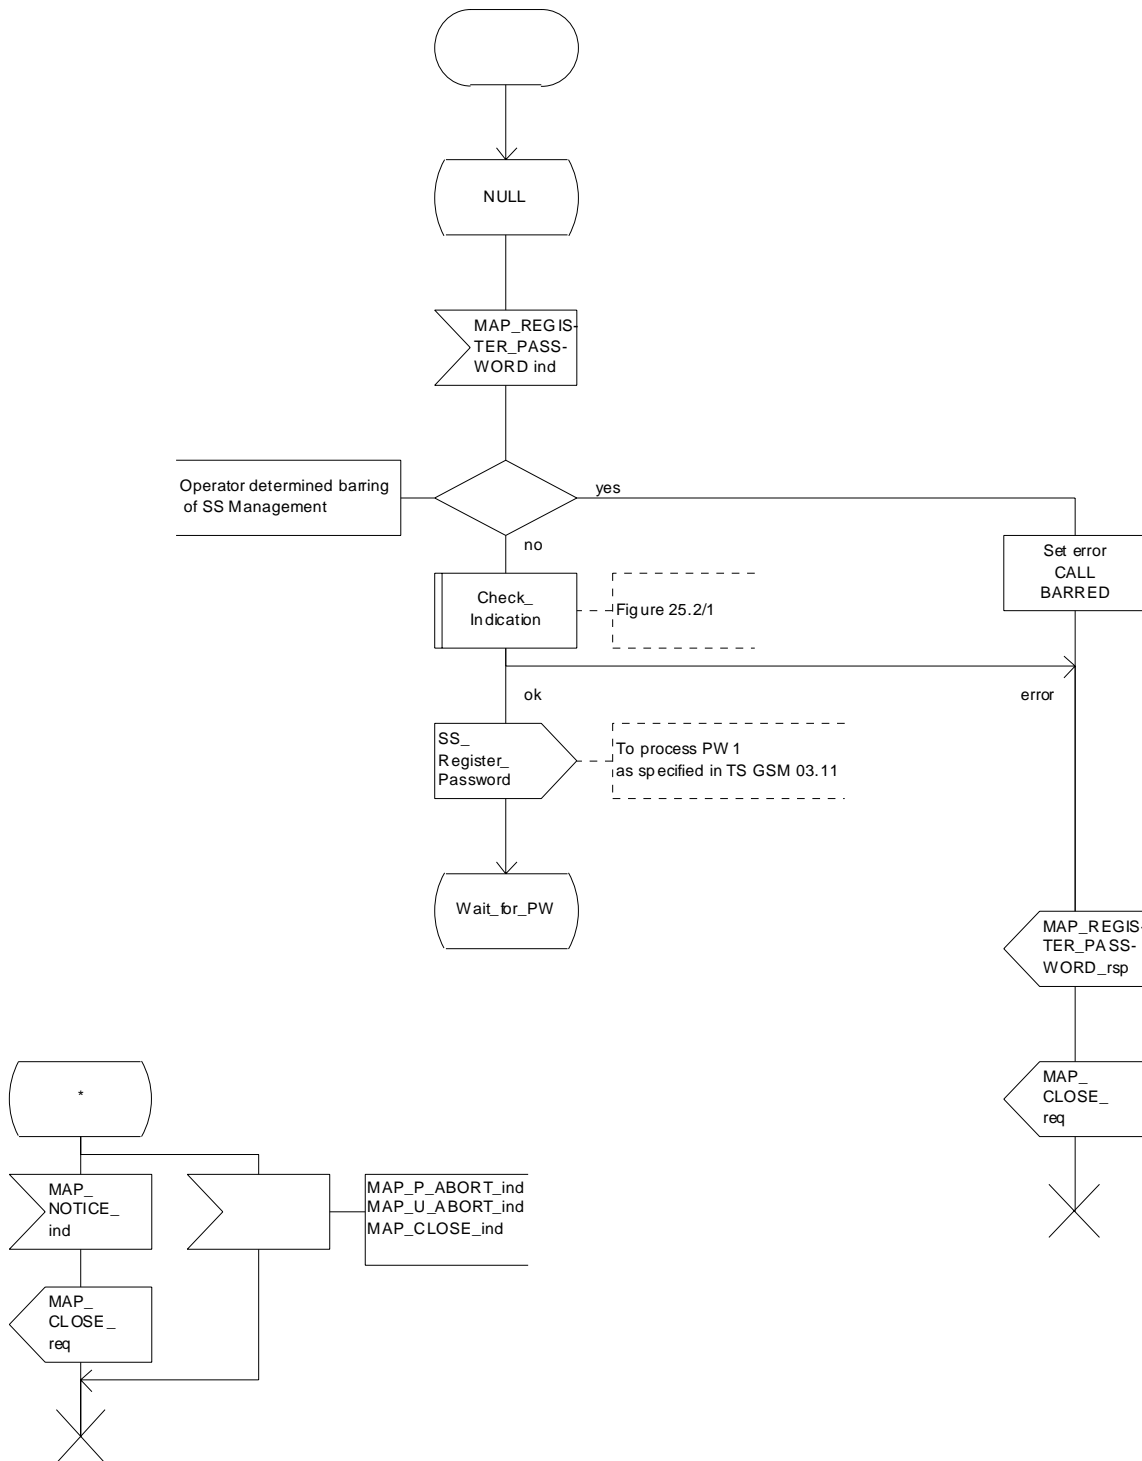 NULL
MAP_REGIS-
TER_PASS-
WORD ind
Operator determined barring
of SS Management
yes
no
Set error
CALL
BARRED
Check_
Indication
Figure 25.2/1
ok
error
SS_
Register_
Password
To process PW1
as specified in TS GSM 03.11
Wait_for_PW
MAP_REGIS-
TER_PASS-
WORD_rsp
MAP_
CLOSE_
req
*
MAP_
NOTICE_
ind
MAP_P_ABORT_ind
MAP_U_ABORT_ind
MAP_CLOSE_ind
MAP_
CLOSE_
req